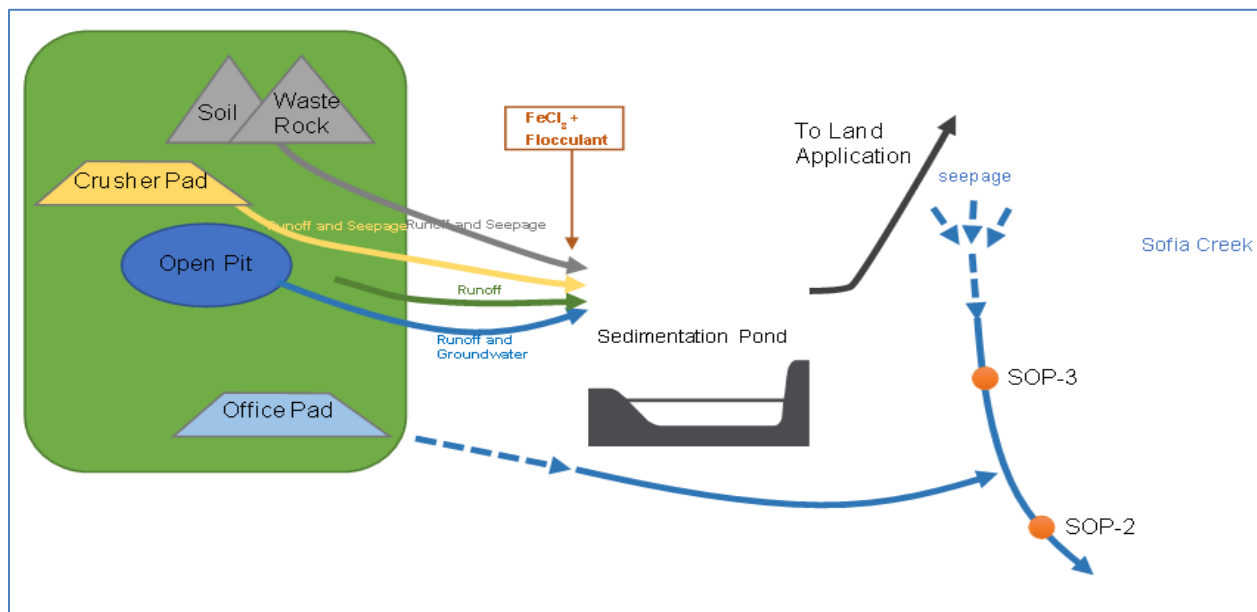 Soil
Waste
Rock
Crusher Pad
Open Pit
Office Pad
FeCl₃ +
Flocculant
Runoff and Seepage
Runoff and Seepage
Runoff
Runoff and
Groundwater
Sedimentation Pond
To Land
Application
seepage
Sofia Creek
SOP-3
SOP-2